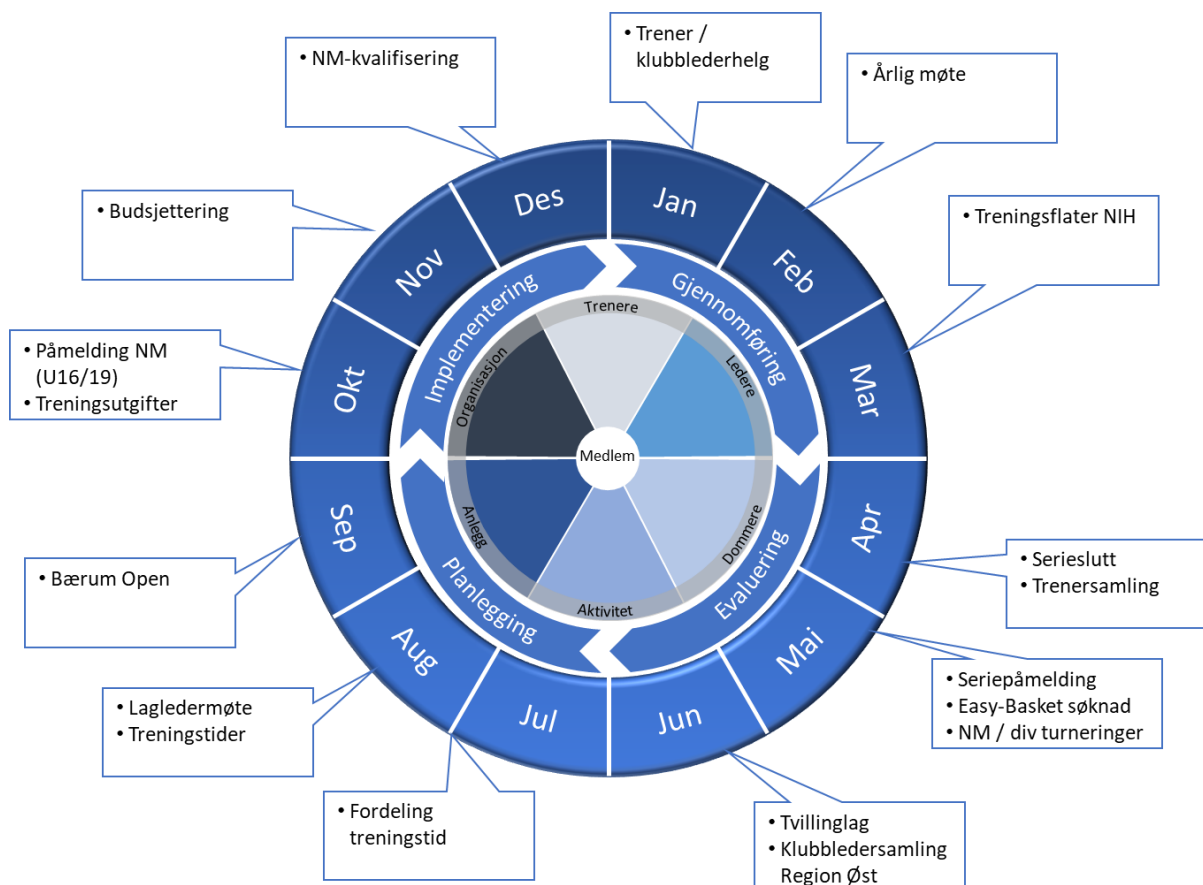 • Trener /
klubblederhelg
• Årlig møte
• Treningsflater NIH
• Serieslutt
• Trenersamling
• Seriepåmelding
• Easy-Basket søknad
• NM / div turneringer
• Tvillinglag
• Klubbledersamling
Region Øst
• Fordeling
treningstid
• Lagledermøte
• Treningstider
• Bærum Open
• Påmelding NM
(U16/19)
• Treningsutgifter
• Budsjettering
• NM-kvalifisering
Jan
Feb
Mar
Apr
Mai
Jun
Jul
Aug
Sep
Okt
Nov
Des
Gjennomføring
Evaluering
Planlegging
Implementering
Trenere
Ledere
Dommere
Aktivitet
Anlegg
Organisasjon
Medlem